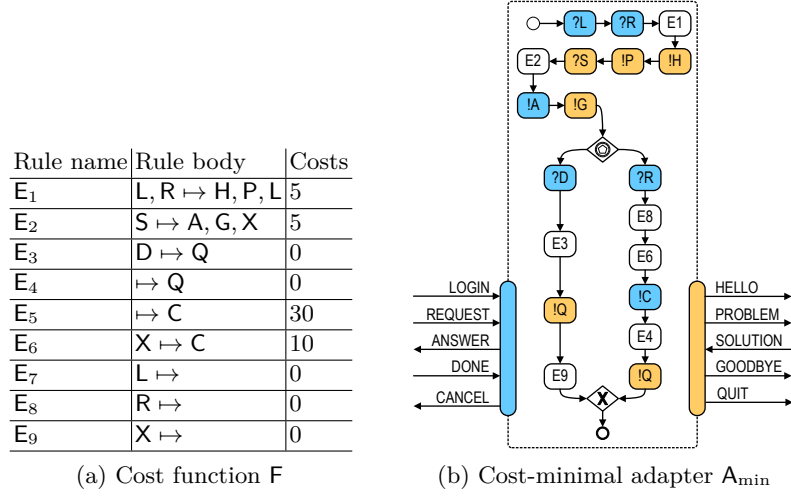 ?L ?R E1
E2 ?S !P !H
!A !G
?D ?R
E8
E3 E6
!C
!Q E4
E9 !Q
X
LOGIN
REQUEST
ANSWER
DONE
CANCEL
HELLO
PROBLEM
SOLUTION
GOODBYE
QUIT
Rule name Rule body Costs
E₁ L, R ↦ H, P, L 5
E₂ S ↦ A, G, X 5
E₃ D ↦ Q 0
E₄ ↦ Q 0
E₅ ↦ C 30
E₆ X ↦ C 10
E₇ L ↦ 0
E₈ R ↦ 0
E₉ X ↦ 0
(a) Cost function F
(b) Cost-minimal adapter Aₘᵢₙ